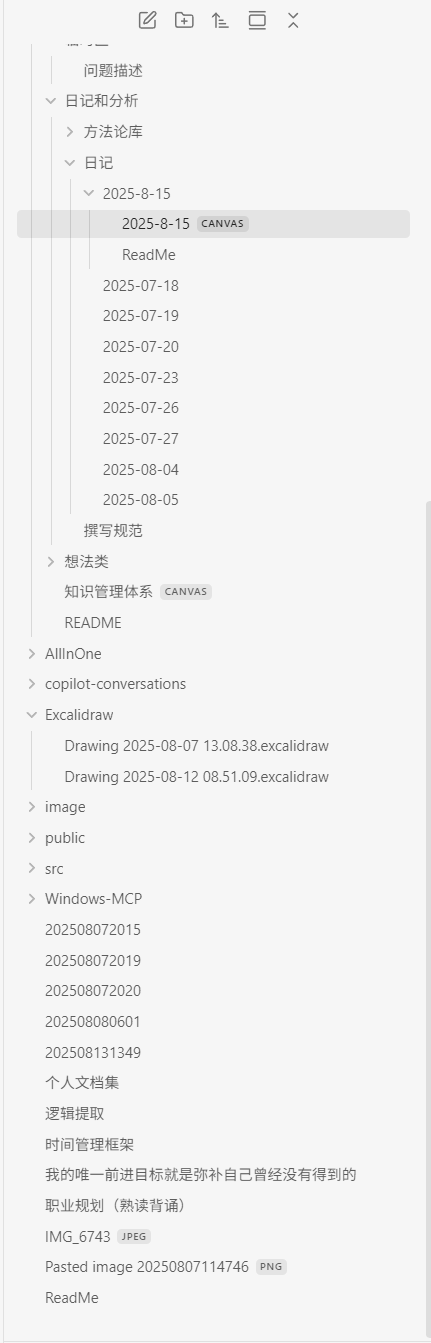 问题描述
日记和分析
方法论库
日记
2025-8-15
2025-8-15 CANVAS
ReadMe
2025-07-18
2025-07-19
2025-07-20
2025-07-23
2025-07-26
2025-07-27
2025-08-04
2025-08-05
撰写规范
想法类
知识管理体系 CANVAS
README
AllInOne
copilot-conversations
Excalidraw
Drawing 2025-08-07 13.08.38.excalidraw
Drawing 2025-08-12 08.51.09.excalidraw
image
public
src
Windows-MCP
202508072015
202508072019
202508072020
202508080601
202508131349
个人文档集
逻辑提取
时间管理框架
我的唯一前进目标就是弥补自己曾经没有得到的
职业规划（熟读背诵）
IMG_6743 JPEG
Pasted image 20250807114746 PNG
ReadMe